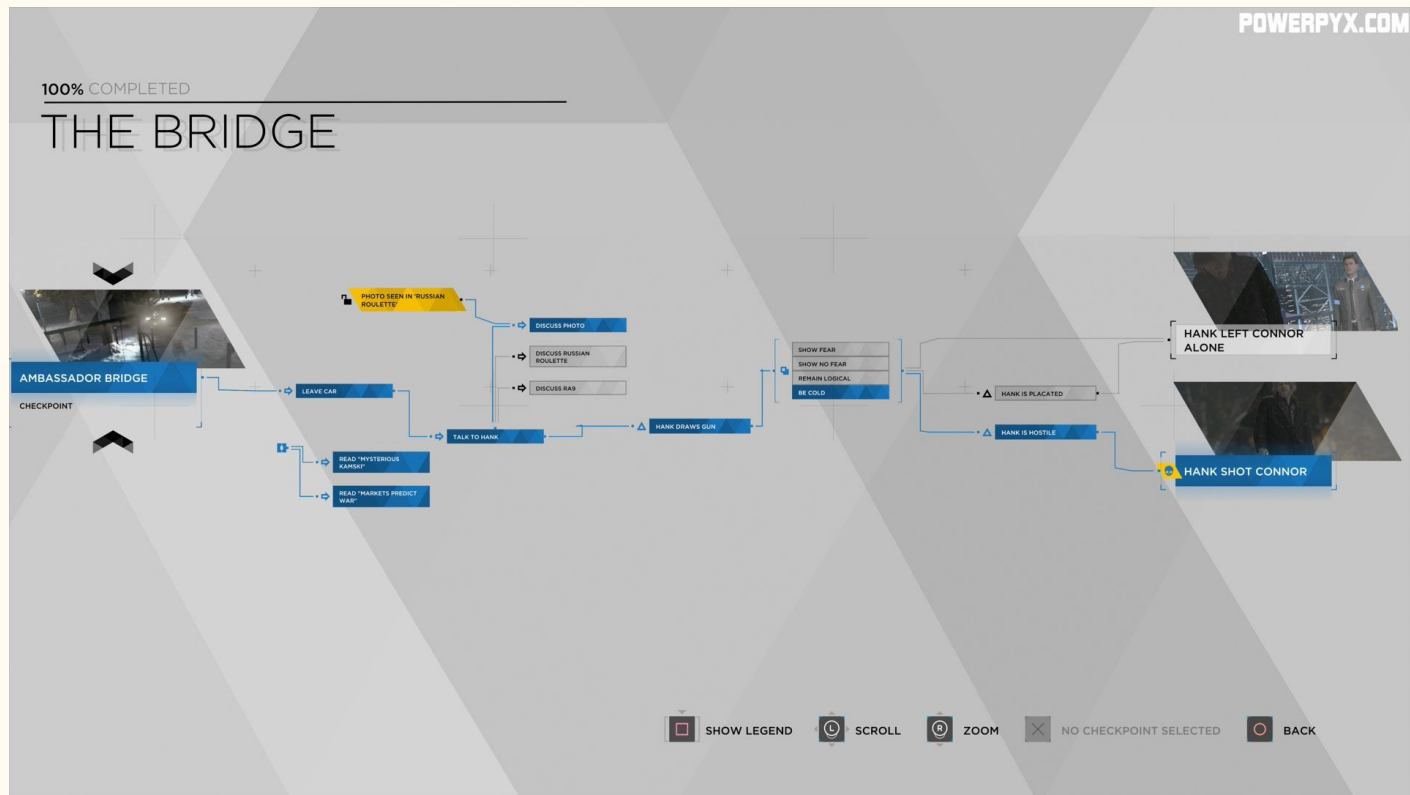 POWERPYX.COM
100% COMPLETED
THE BRIDGE
AMBASSADOR BRIDGE
CHECKPOINT
LEAVE CAR
READ "MYSTERIOUS
KAMSKI"
READ "MARKETS PREDICT
WAR"
PHOTO SEEN IN 'RUSSIAN
ROULETTE'
TALK TO HANK
DISCUSS PHOTO
DISCUSS RUSSIAN
ROULETTE
DISCUSS RA9
HANK DRAWS GUN
SHOW FEAR
SHOW NO FEAR
REMAIN LOGICAL
BE COLD
HANK IS PLACATED
HANK IS HOSTILE
HANK LEFT CONNOR
ALONE
HANK SHOT CONNOR
SHOW LEGEND
L
SCROLL
R
ZOOM
NO CHECKPOINT SELECTED
BACK